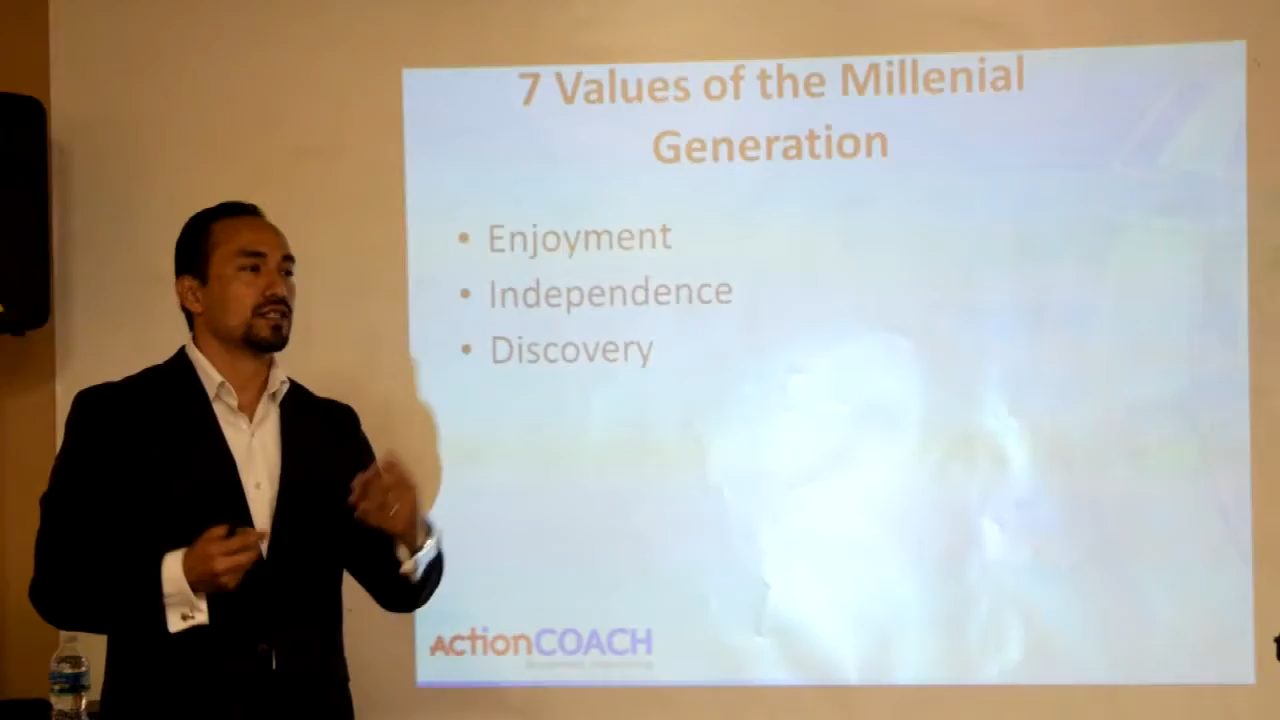 7 Values of the Millenial
Generation
• Enjoyment
• Independence
• Discovery
ActionCOACH